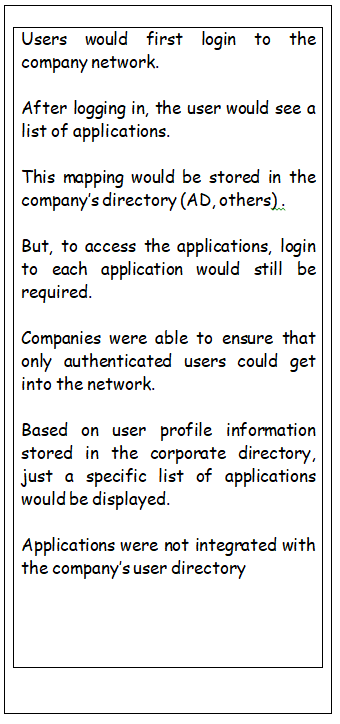 Users would first login to the
company network.
After logging in, the user would see a
list of applications.
This mapping would be stored in the
company's directory (AD, others) .
But, to access the applications, login
to each application would still be
required.
Companies were able to ensure that
only authenticated users could get
into the network.
Based on user profile information
stored in the corporate directory,
just a specific list of applications
would be displayed.
Applications were not integrated with
the company's user directory